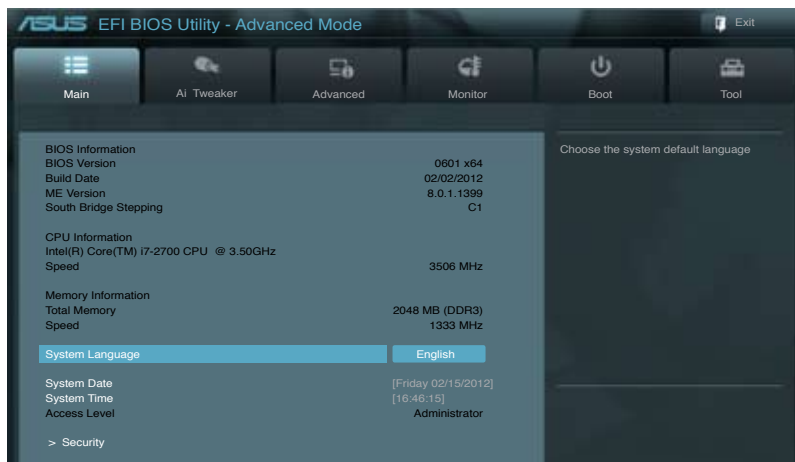 ASUS EFI BIOS Utility - Advanced Mode
Exit
Main Ai Tweaker Advanced Monitor Boot Tool
BIOS Information
BIOS Version 0601 x64
Build Date 02/02/2012
ME Version 8.0.1.1399
South Bridge Stepping C1
CPU Information
Intel(R) Core(TM) i7-2700 CPU @ 3.50GHz
Speed 3506 MHz
Memory Information
Total Memory 2048 MB (DDR3)
Speed 1333 MHz
System Language English
System Date [Friday 02/15/2012]
System Time [16:46:15]
Access Level Administrator
> Security
Choose the system default language